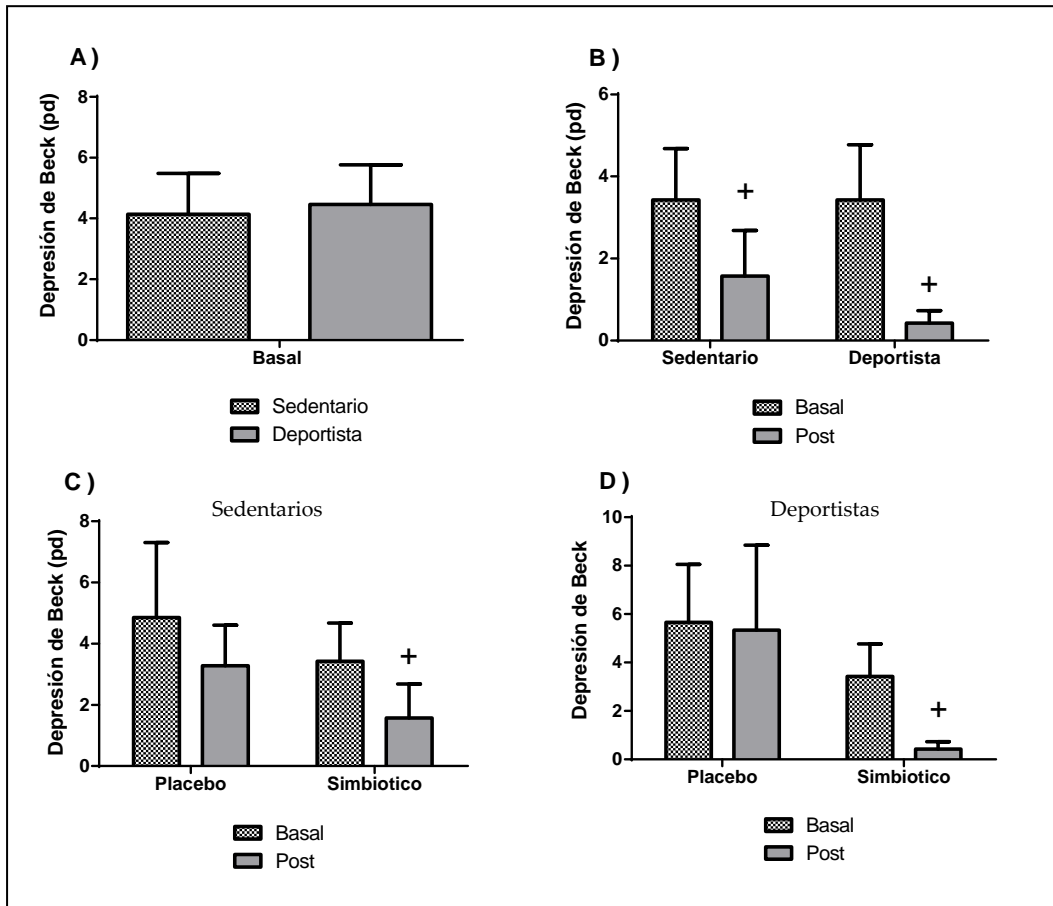 A )
Depresión de Beck (pd)
8
6
4
2
0
Basal
Sedentario
Deportista
B )
Depresión de Beck (pd)
6
4
2
0
+
+
Sedentario
Deportista
Basal
Post
C )
Sedentarios
Depresión de Beck (pd)
8
6
4
2
0
+
Placebo
Simbiotico
Basal
Post
D )
Deportistas
Depresión de Beck
10
8
6
4
2
0
+
Placebo
Simbiotico
Basal
Post